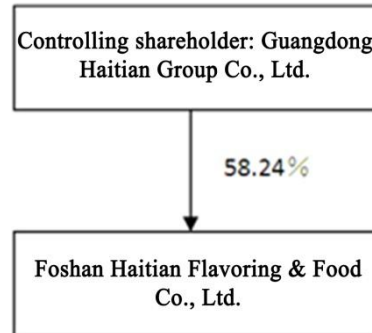 Controlling shareholder: Guangdong
Haitian Group Co., Ltd.
58.24%
Foshan Haitian Flavoring & Food
Co., Ltd.